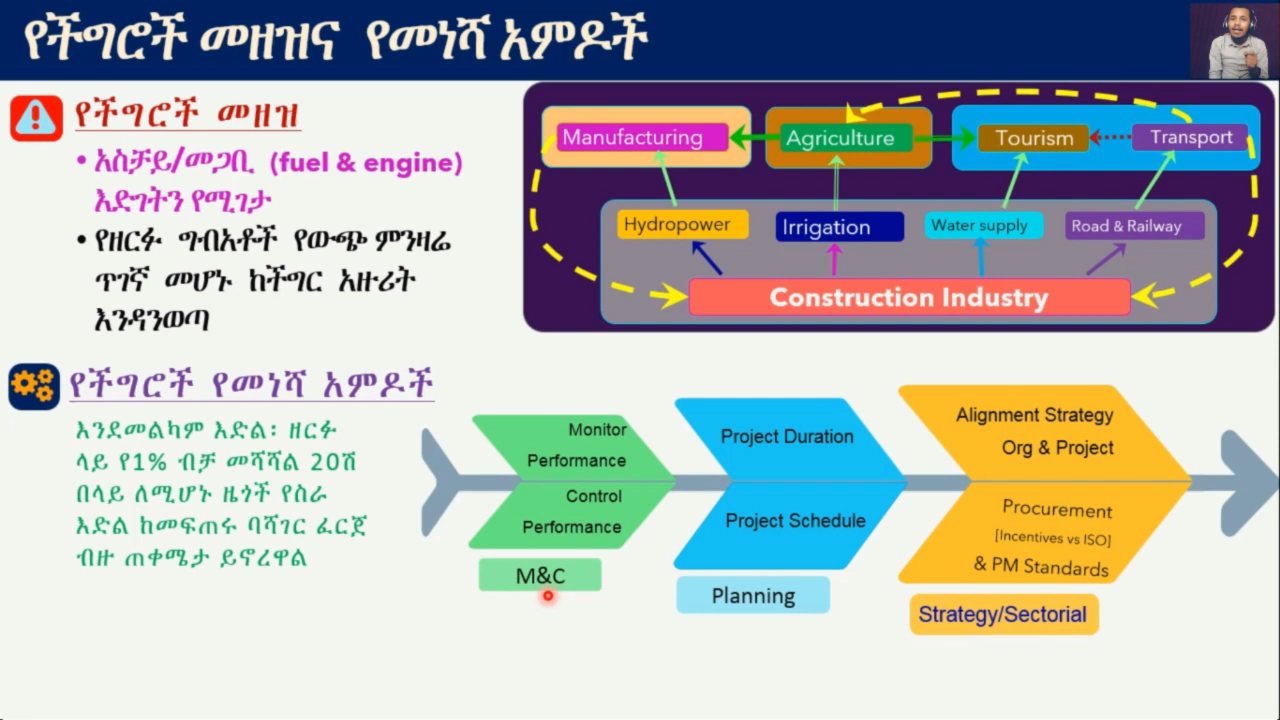 የችግሮች መዘዝና የመነሻ አምዶች
የችግሮች መዘዝ
• አስቻይ/መጋቢ (fuel & engine)
እድገትን የሚገታ
• የዘርፉ ግብአቶች የውጭ ምንዛሬ
ጥገኛ መሆኑ ከችግር አዙሪት
እንዳንወጣ
Manufacturing
Agriculture
Tourism
Transport
Hydropower
Irrigation
Water supply
Road & Railway
Construction Industry
የችግሮች የመነሻ አምዶች
እንደመልካም እድል፡ ዘርፉ
ላይ የ1% ብቻ መሻሻል 20ሽ
በላይ ለሚሆኑ ዜጎች የስራ
እድል ከመፍጠሩ ባሻገር ፈርጀ
ብዙ ጠቀሜታ ይኖረዋል
Monitor
Performance
Control
Performance
M&C
Project Duration
Project Schedule
Planning
Alignment Strategy
Org & Project
Procurement
[Incentives vs ISO]
& PM Standards
Strategy/Sectorial